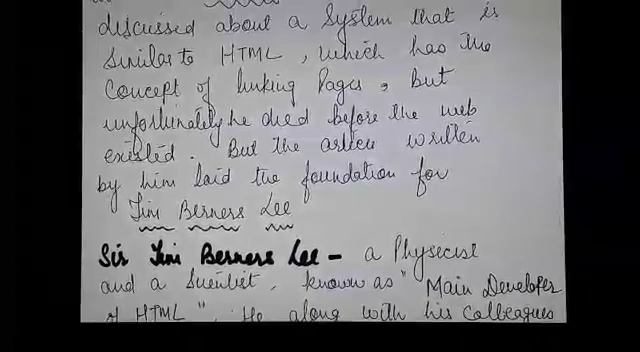 discussed about a System that is
Similar to HTML, which has the
Concept of linking Pages, But
unfortunately he died before the web
existed. But the article written
by him laid the foundation for
Tim Berners Lee
Sir Tim Berners Lee - a Physicist
and a Scientist, known as "Main Developer
of HTML". He along with his Colleagues